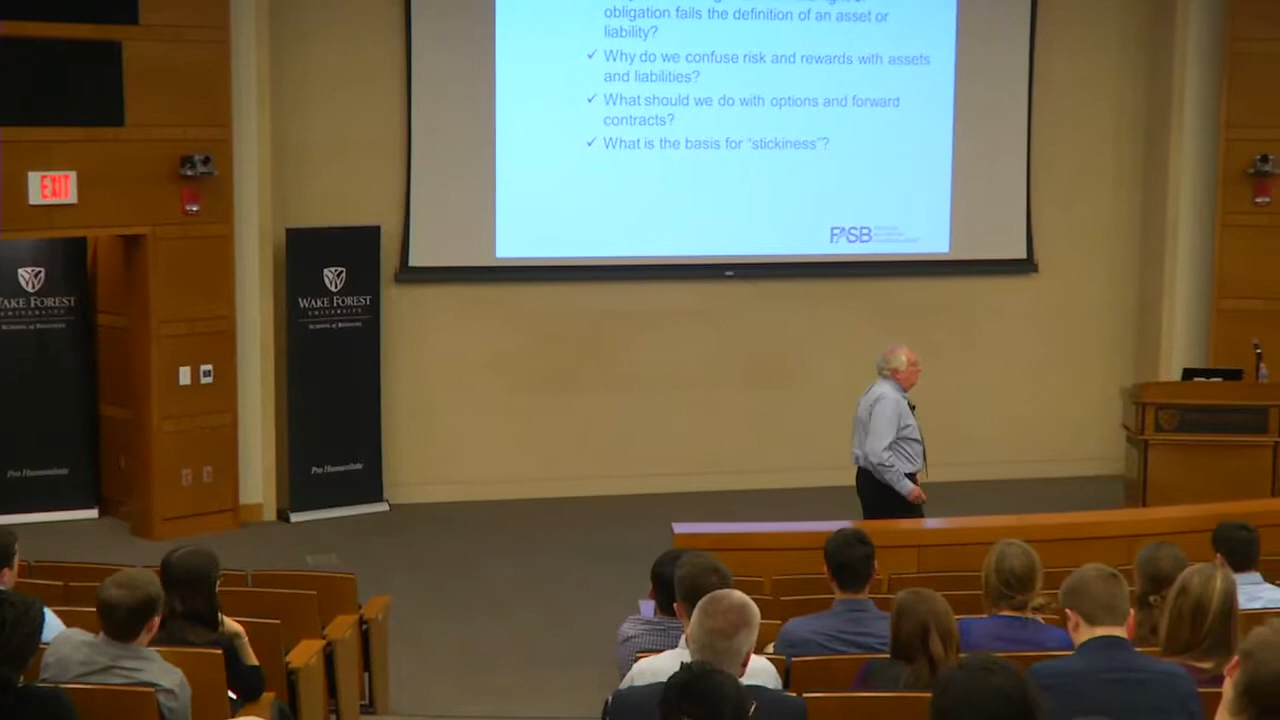 obligation fails the definition of an asset or
liability?
✓ Why do we confuse risk and rewards with assets
and liabilities?
✓ What should we do with options and forward
contracts?
✓ What is the basis for “stickiness”?
FASB
EXIT
WAKE FOREST
UNIVERSITY
SCHOOL of BUSINESS
Pro Humanitate
AKE FOREST
UNIVERSITY
SCHOOL of BUSINESS
Pro Humanitate